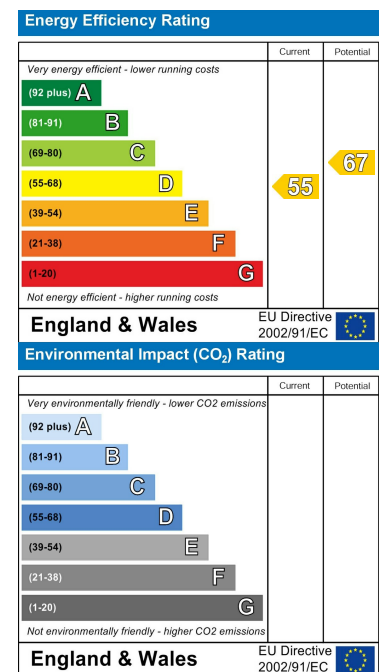 Energy Efficiency Rating
Current Potential
Very energy efficient - lower running costs
(92 plus) A
(81-91) B
(69-80) C
67
(55-68) D
55
(39-54) E
(21-38) F
(1-20) G
Not energy efficient - higher running costs
England & Wales
EU Directive
2002/91/EC
Environmental Impact (CO₂) Rating
Current Potential
Very environmentally friendly - lower CO2 emissions
(92 plus) A
(81-91) B
(69-80) C
(55-68) D
(39-54) E
(21-38) F
(1-20) G
Not environmentally friendly - higher CO2 emissions
England & Wales
EU Directive
2002/91/EC